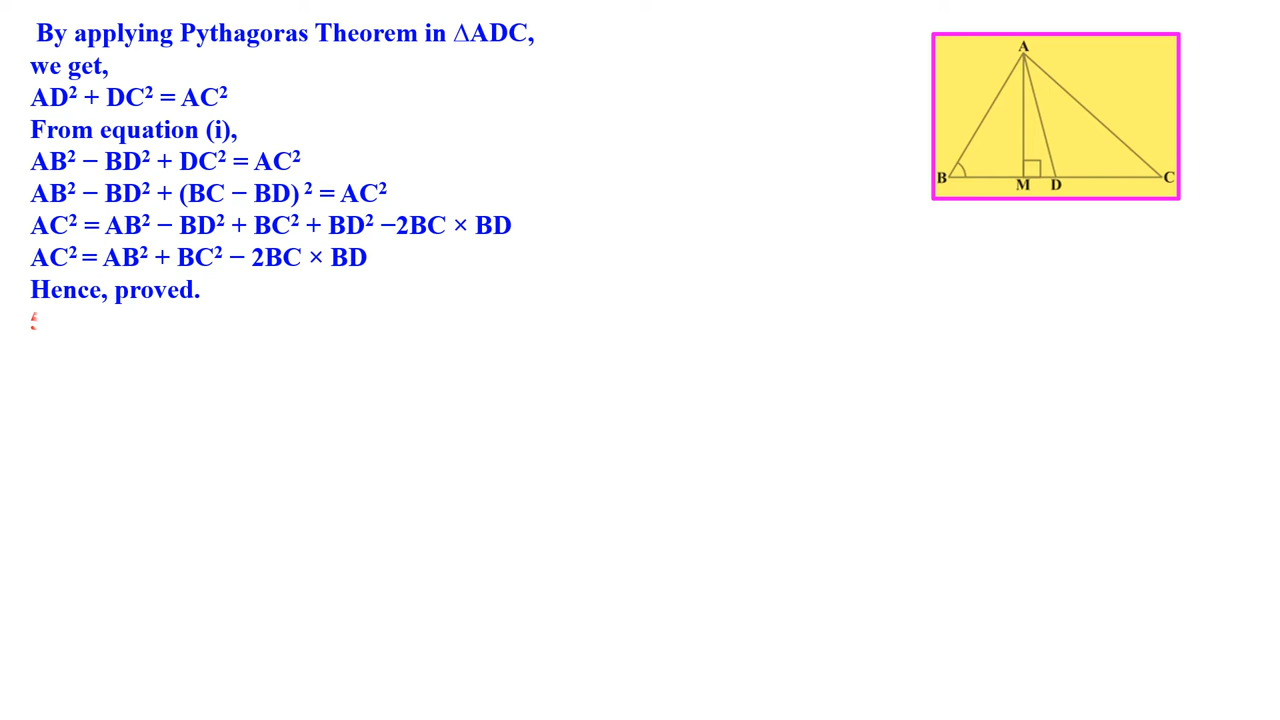 By applying Pythagoras Theorem in ∆ADC,
we get,
AD² + DC² = AC²
From equation (i),
AB² − BD² + DC² = AC²
AB² − BD² + (BC − BD) ² = AC²
AC² = AB² − BD² + BC² + BD² −2BC × BD
AC² = AB² + BC² − 2BC × BD
Hence, proved.
A
B M D C